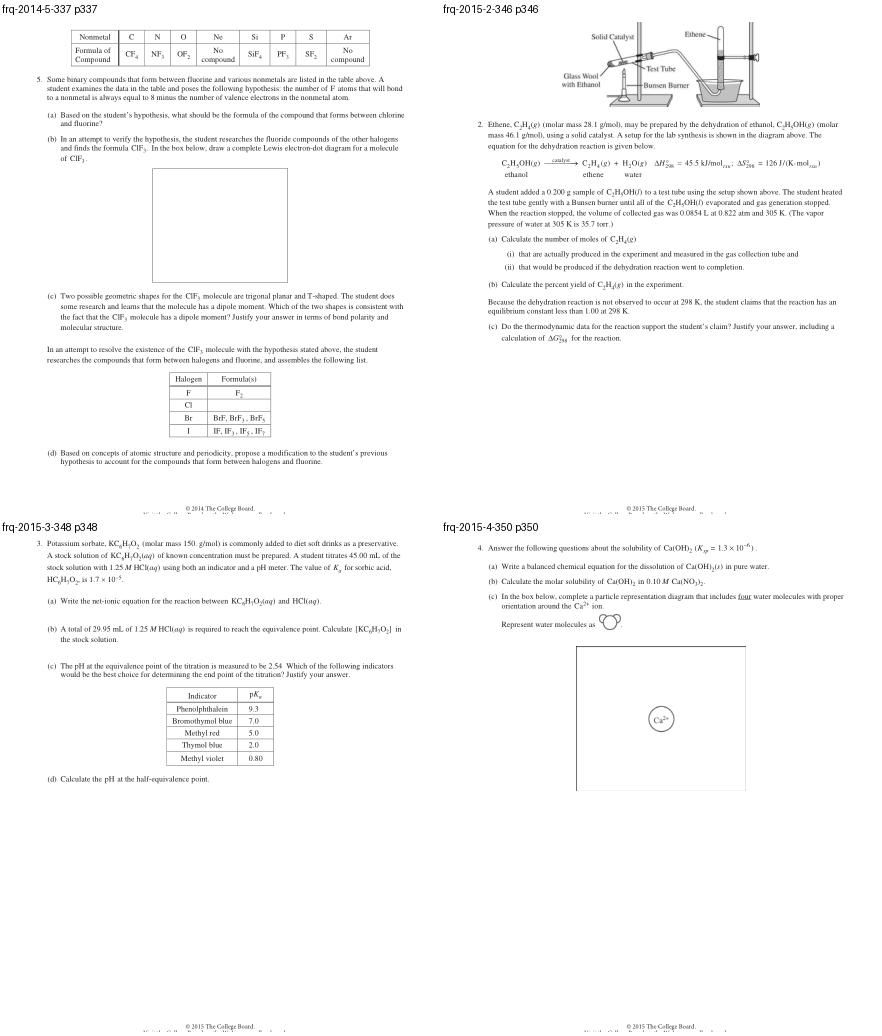 frq-2014-5-337 p337
Nonmetal C N O Ne Si P S Ar
Formula of Compound CF4 NF3 OF2 No compound SiF4 PF3 SF2 No compound
5. Some binary compounds that form between fluorine and various nonmetals are listed in the table above. A
student examines the data in the table and poses the following hypothesis: the number of F atoms that will bond
to a nonmetal is always equal to 8 minus the number of valence electrons in the nonmetal atom.
(a) Based on the student's hypothesis, what should be the formula of the compound that forms between chlorine
and fluorine?
(b) In an attempt to verify the hypothesis, the student researches the fluoride compounds of the other halogens
and finds the formula ClF3. In the box below, draw a complete Lewis electron-dot diagram for a molecule
of ClF3.
(c) Two possible geometric shapes for the ClF3 molecule are trigonal planar and T-shaped. The student does
some research and learns that the molecule has a dipole moment. Which of the two shapes is consistent with
the fact that the ClF3 molecule has a dipole moment? Justify your answer in terms of bond polarity and
molecular structure.
In an attempt to resolve the existence of the ClF3 molecule with the hypothesis stated above, the student
researches the compounds that form between halogens and fluorine, and assembles the following list.
Halogen Formula(s)
F F2
Cl
Br BrF, BrF3, BrF5
I IF, IF3, IF5, IF7
(d) Based on concepts of atomic structure and periodicity, propose a modification to the student's previous
hypothesis to account for the compounds that form between halogens and fluorine.
© 2014 The College Board.
frq-2015-2-346 p346
Solid Catalyst
Ethene
Test Tube
Glass Wool
with Ethanol
Bunsen Burner
2. Ethene, C2H4(g) (molar mass 28.1 g/mol), may be prepared by the dehydration of ethanol, C2H5OH(g) (molar
mass 46.1 g/mol), using a solid catalyst. A setup for the lab synthesis is shown in the diagram above. The
equation for the dehydration reaction is given below.
C2H5OH(g) catalyst → C2H4(g) + H2O(g) ΔH°298 = 45.5 kJ/molrxn; ΔS°298 = 126 J/(K·molrxn)
ethanol ethene water
A student added a 0.200 g sample of C2H5OH(l) to a test tube using the setup shown above. The student heated
the test tube gently with a Bunsen burner until all of the C2H5OH(l) evaporated and gas generation stopped.
When the reaction stopped, the volume of collected gas was 0.0854 L at 0.822 atm and 305 K. (The vapor
pressure of water at 305 K is 35.7 torr.)
(a) Calculate the number of moles of C2H4(g)
(i) that are actually produced in the experiment and measured in the gas collection tube and
(ii) that would be produced if the dehydration reaction went to completion.
(b) Calculate the percent yield of C2H4(g) in the experiment.
Because the dehydration reaction is not observed to occur at 298 K, the student claims that the reaction has an
equilibrium constant less than 1.00 at 298 K.
(c) Do the thermodynamic data for the reaction support the student's claim? Justify your answer, including a
calculation of ΔG°298 for the reaction.
© 2015 The College Board.
frq-2015-3-348 p348
3. Potassium sorbate, KC6H7O2 (molar mass 150. g/mol) is commonly added to diet soft drinks as a preservative.
A stock solution of KC6H7O2(aq) of known concentration must be prepared. A student titrates 45.00 mL of the
stock solution with 1.25 M HCl(aq) using both an indicator and a pH meter. The value of Ka for sorbic acid,
HC6H7O2, is 1.7 × 10−5.
(a) Write the net-ionic equation for the reaction between KC6H7O2(aq) and HCl(aq).
(b) A total of 29.95 mL of 1.25 M HCl(aq) is required to reach the equivalence point. Calculate [KC6H7O2] in
the stock solution.
(c) The pH at the equivalence point of the titration is measured to be 2.54 Which of the following indicators
would be the best choice for determining the end point of the titration? Justify your answer.
Indicator pKa
Phenolphthalein 9.3
Bromothymol blue 7.0
Methyl red 5.0
Thymol blue 2.0
Methyl violet 0.80
(d) Calculate the pH at the half-equivalence point.
© 2015 The College Board.
frq-2015-4-350 p350
4. Answer the following questions about the solubility of Ca(OH)2 (Ksp = 1.3 × 10−6).
(a) Write a balanced chemical equation for the dissolution of Ca(OH)2(s) in pure water.
(b) Calculate the molar solubility of Ca(OH)2 in 0.10 M Ca(NO3)2.
(c) In the box below, complete a particle representation diagram that includes four water molecules with proper
orientation around the Ca2+ ion.
Represent water molecules as .
Ca2+
© 2015 The College Board.